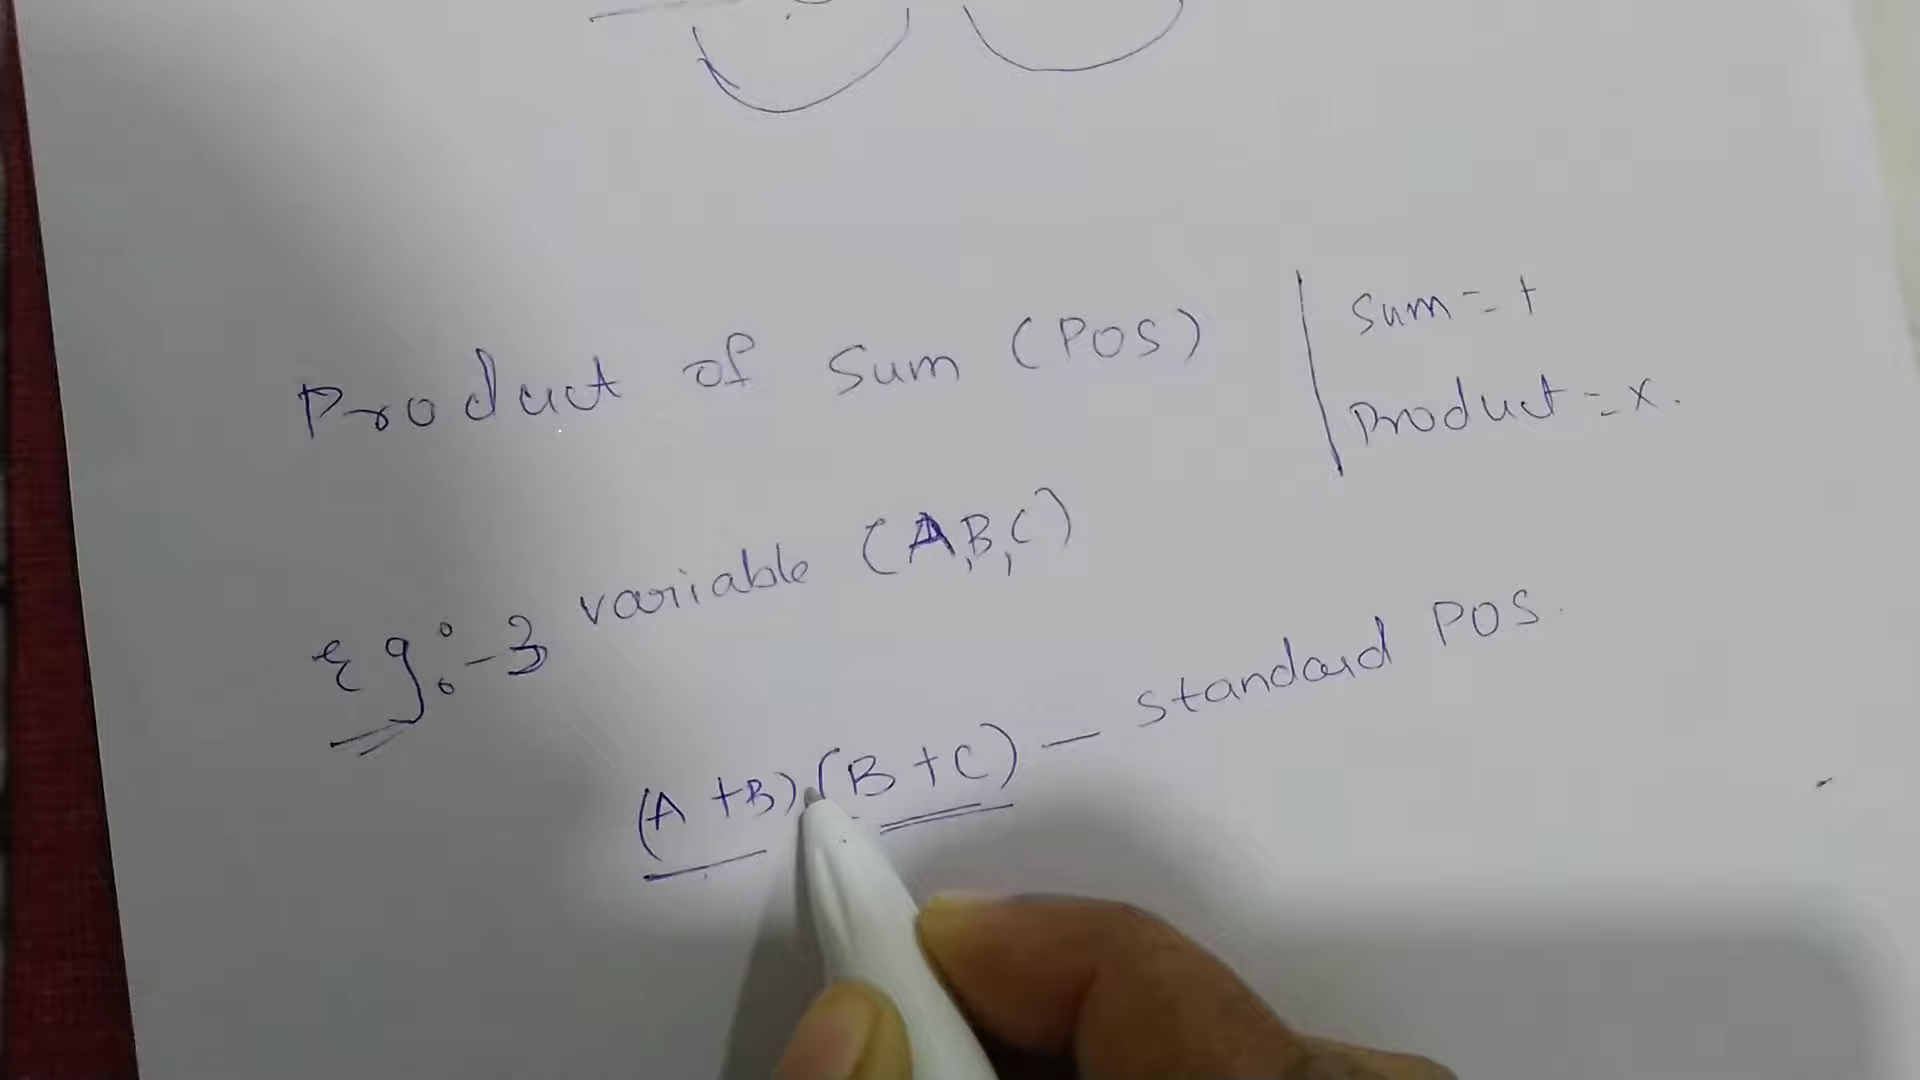 Product of Sum (POS)
Sum = +
Product = x.
Eg:- 3 variable (A,B,C)
(A+B).(B+C) — standard POS.